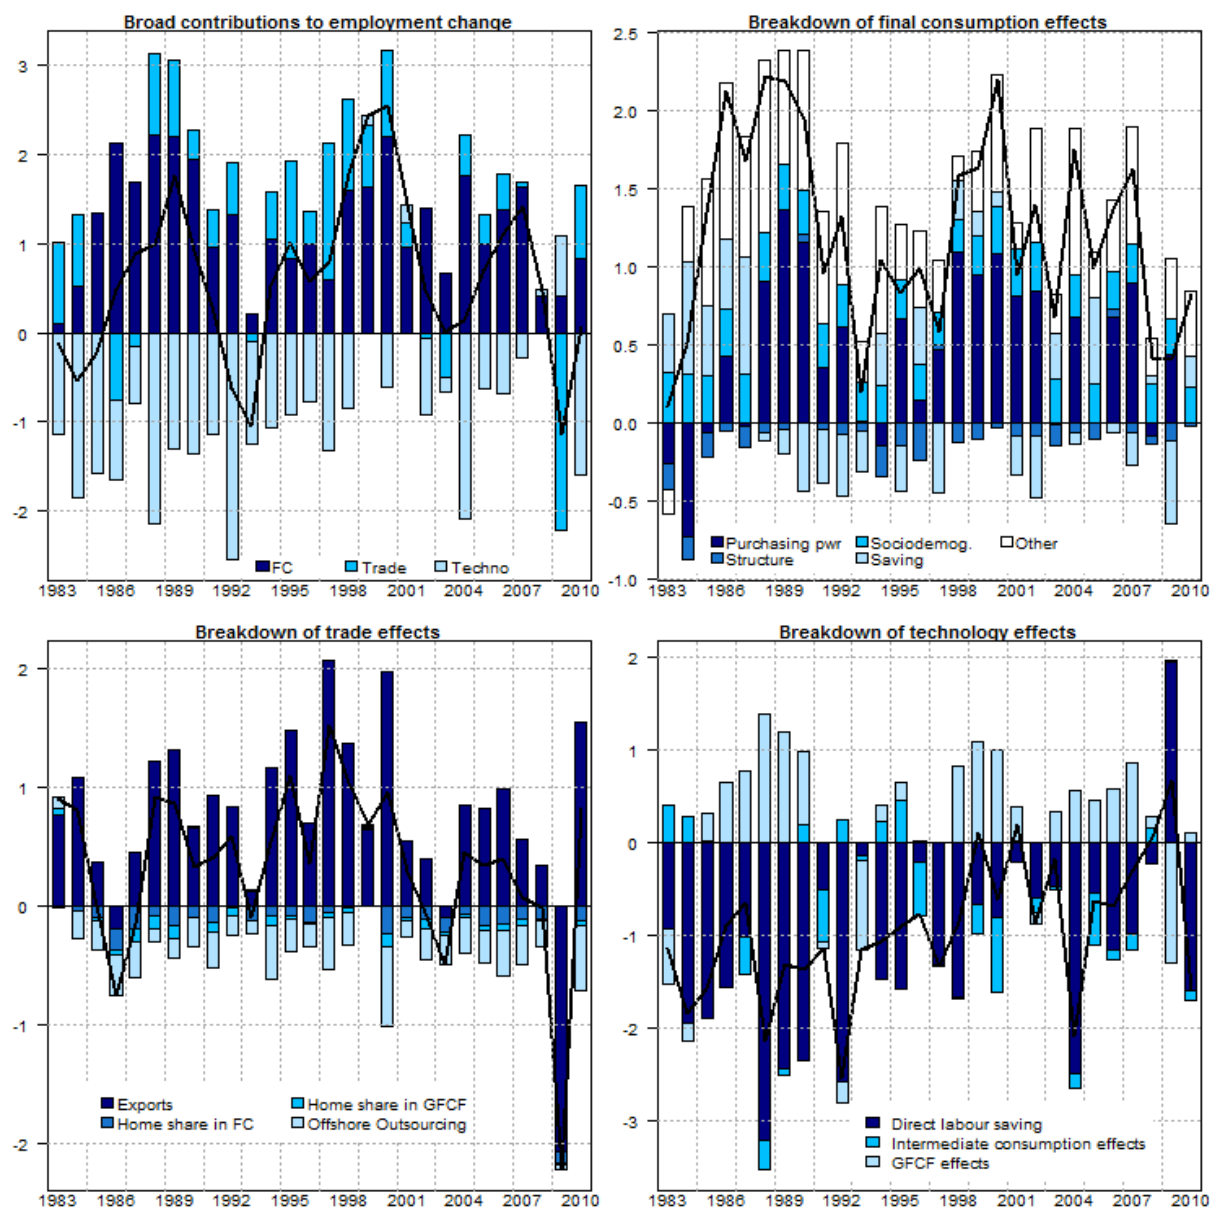 Broad contributions to employment change
3
2
1
0
-1
-2
FC Trade Techno
1983 1986 1989 1992 1995 1998 2001 2004 2007 2010
Breakdown of final consumption effects
2.5
2.0
1.5
1.0
0.5
0.0
-0.5
-1.0
Purchasing pwr Sociodemog. Other
Structure Saving
1983 1986 1989 1992 1995 1998 2001 2004 2007 2010
Breakdown of trade effects
2
1
0
-1
-2
Exports Home share in GFCF
Home share in FC Offshore Outsourcing
1983 1986 1989 1992 1995 1998 2001 2004 2007 2010
Breakdown of technology effects
2
1
0
-1
-2
-3
Direct labour saving
Intermediate consumption effects
GFCF effects
1983 1986 1989 1992 1995 1998 2001 2004 2007 2010